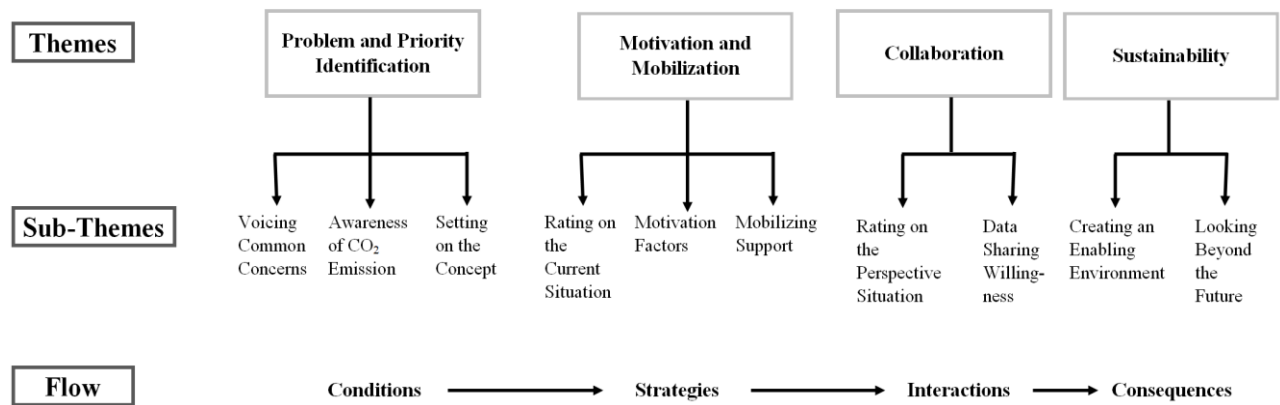 Themes
Problem and Priority
Identification
Motivation and
Mobilization
Collaboration
Sustainability
Sub-Themes
Voicing
Common
Concerns
Awareness
of CO₂
Emission
Setting
on the
Concept
Rating on
the
Current
Situation
Motivation
Factors
Mobilizing
Support
Rating on
the
Perspective
Situation
Data
Sharing
Willing-
ness
Creating an
Enabling
Environment
Looking
Beyond
the
Future
Flow
Conditions
Strategies
Interactions
Consequences